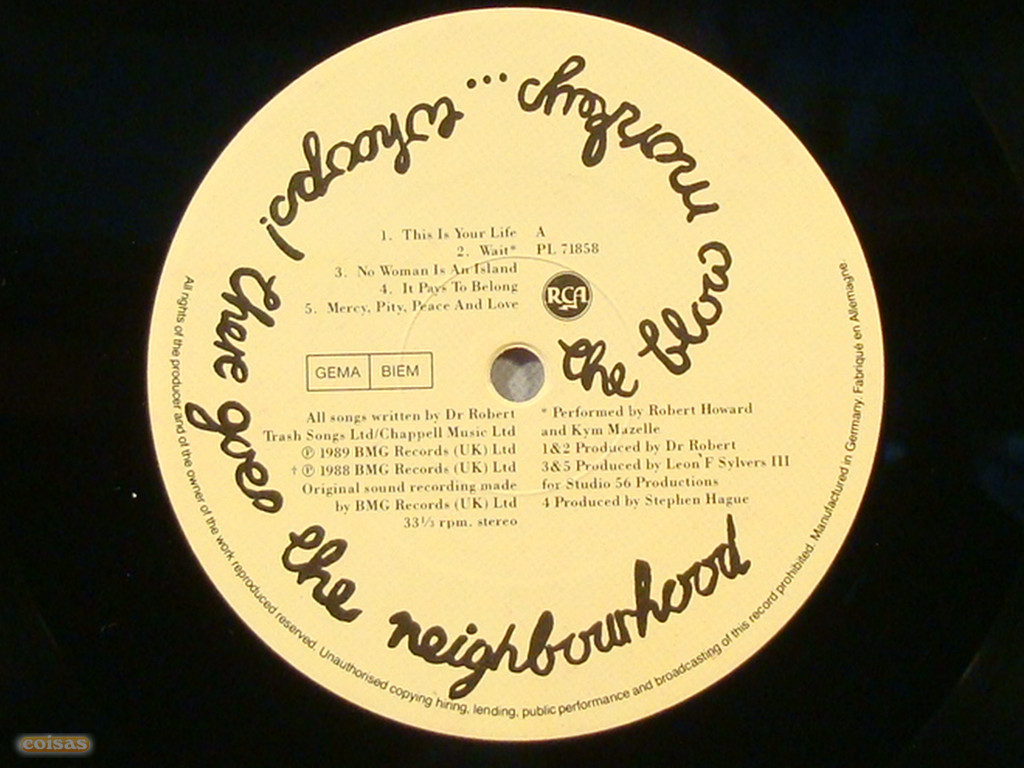 the blow monkeys
... whoops! there goes the neighbourhood
1. This Is Your Life
2. Wait*
3. No Woman Is An Island
4. It Pays To Belong
5. Mercy, Pity, Peace And Love
A
PL 71858
RCA
GEMA BIEM
All songs written by Dr Robert
Trash Songs Ltd/Chappell Music Ltd
℗ 1989 BMG Records (UK) Ltd
† ℗ 1988 BMG Records (UK) Ltd
Original sound recording made
by BMG Records (UK) Ltd
33⅓ rpm. stereo
* Performed by Robert Howard
and Kym Mazelle
1&2 Produced by Dr Robert
3&5 Produced by Leon F Sylvers III
for Studio 56 Productions
4 Produced by Stephen Hague
All rights of the producer and of the owner of the work reproduced reserved. Unauthorised copying hiring, lending, public performance and broadcasting of this record prohibited. Manufactured in Germany. Fabriqué en Allemagne.
coisas